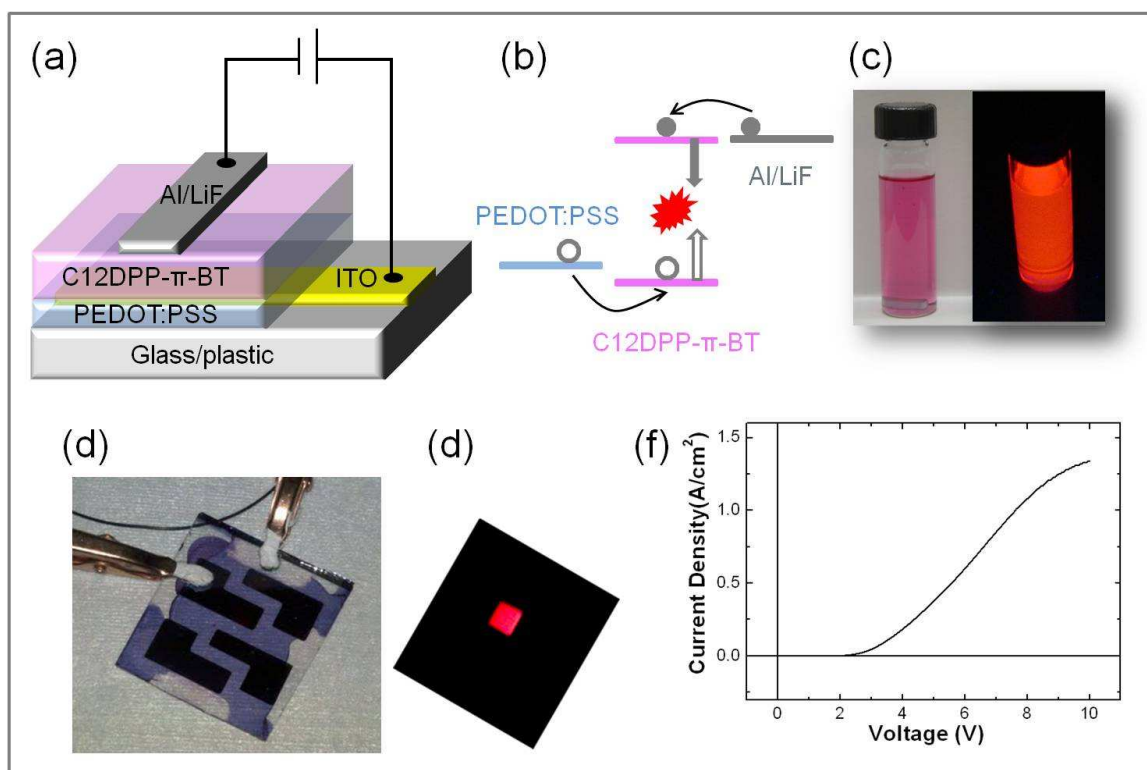 (a)
Al/LiF
C12DPP-π-BT
ITO
PEDOT:PSS
Glass/plastic
(b)
Al/LiF
PEDOT:PSS
C12DPP-π-BT
(c)
(d)
(d)
(f)
Current Density(A/cm²)
1.5
1.0
0.5
0.0
0 2 4 6 8 10
Voltage (V)